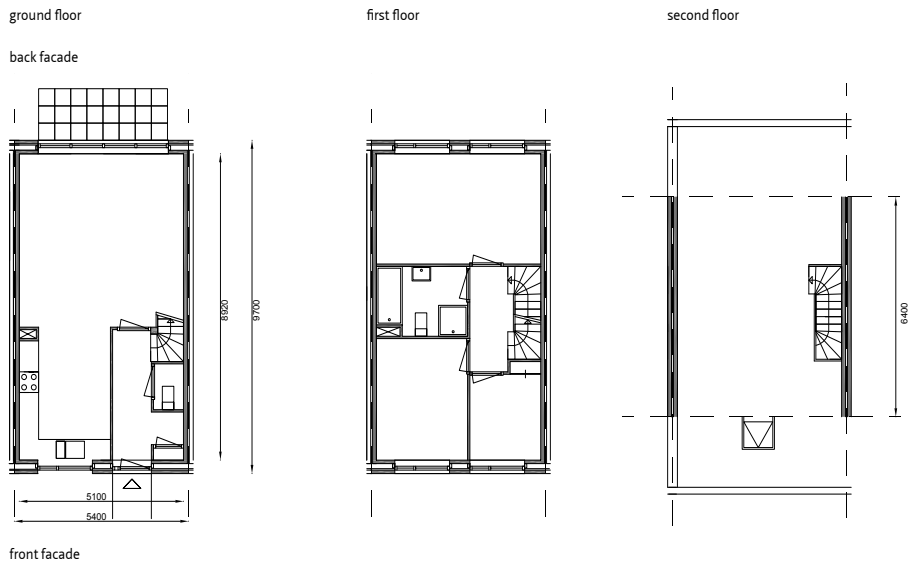 ground floor
first floor
second floor
back facade
8920
9700
6400
5100
5400
front facade